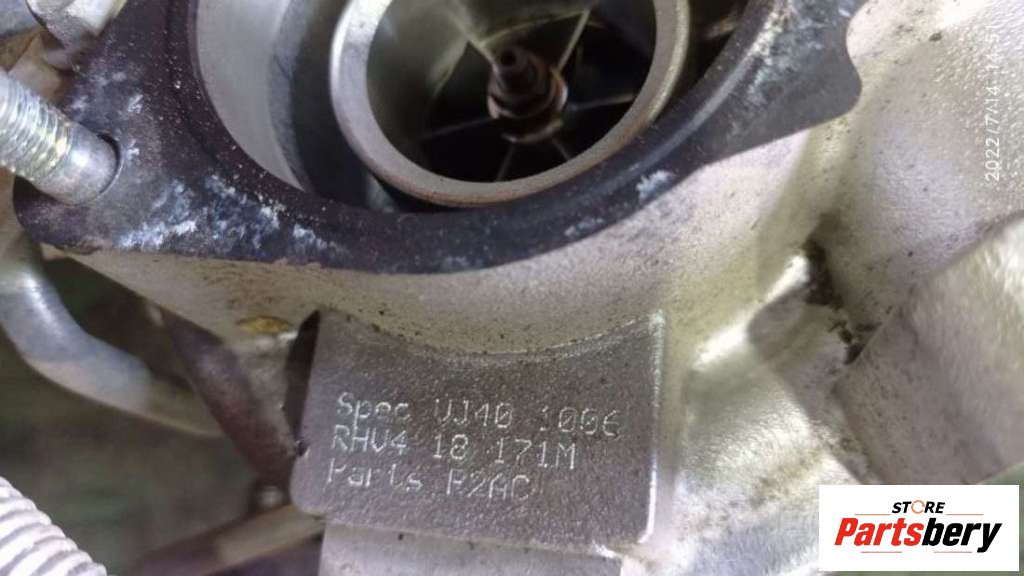 Spec VJ40 1006
RHV4 18 171M
Parts R2AC
2022/7/14
STORE
Partsbery